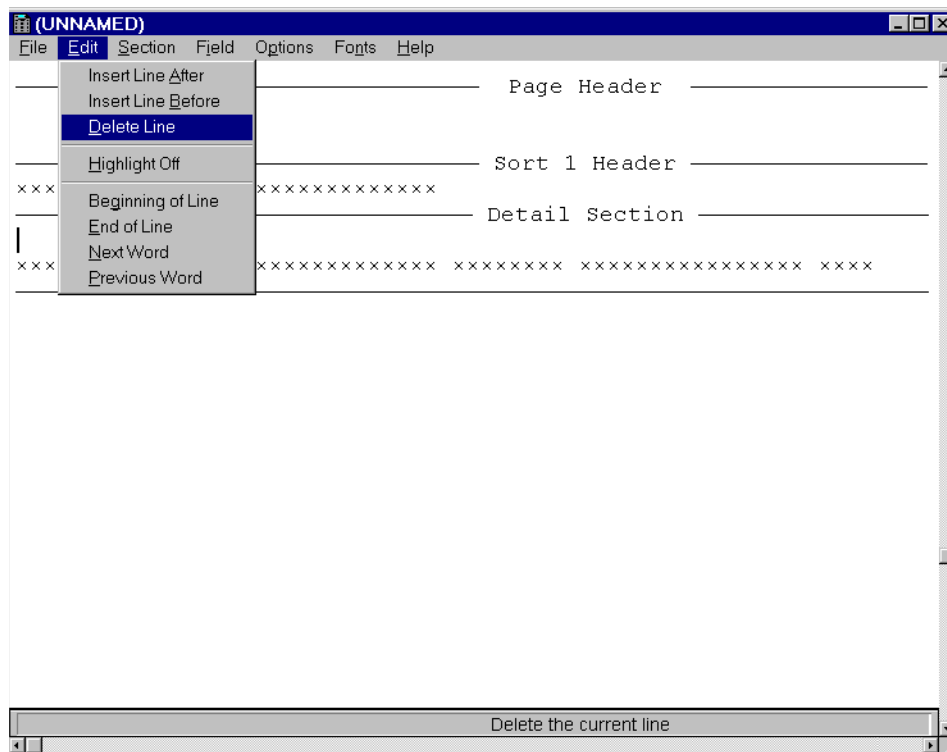 (UNNAMED)
File Edit Section Field Options Fonts Help
Insert Line After
Insert Line Before
Delete Line
Highlight Off
Beginning of Line
End of Line
Next Word
Previous Word
Page Header
Sort 1 Header
××× ×××××××××××××
Detail Section
××× ×××××××××××××× ×××××××× ××××××××××××××× ××××
Delete the current line